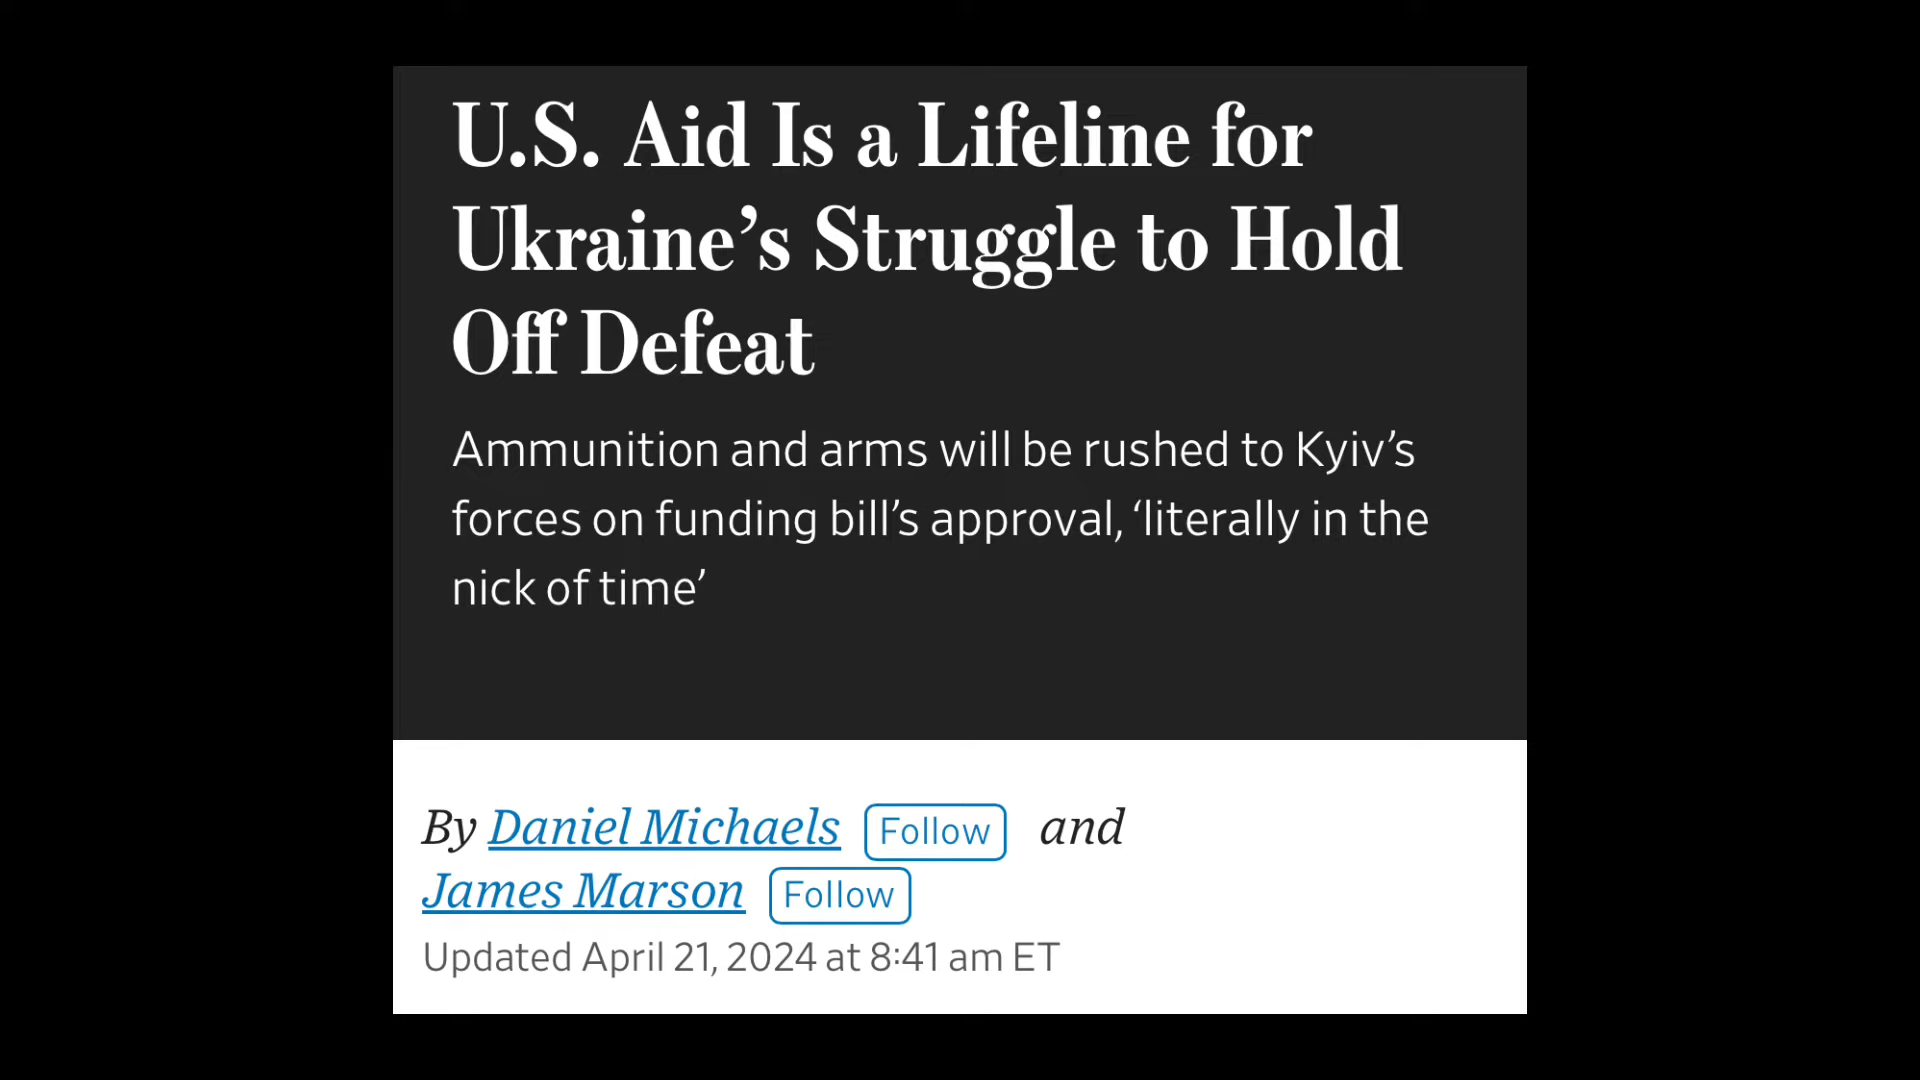 U.S. Aid Is a Lifeline for
Ukraine’s Struggle to Hold
Off Defeat
Ammunition and arms will be rushed to Kyiv’s
forces on funding bill’s approval, ‘literally in the
nick of time’
By Daniel Michaels Follow and
James Marson Follow
Updated April 21, 2024 at 8:41 am ET